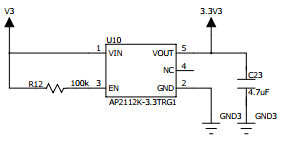 V3
3.3V3
U10
1 VIN VOUT 5
NC 4
R12 100k 3 EN GND 2
C23
4.7uF
AP2112K-3.3TRG1
GND3 GND3